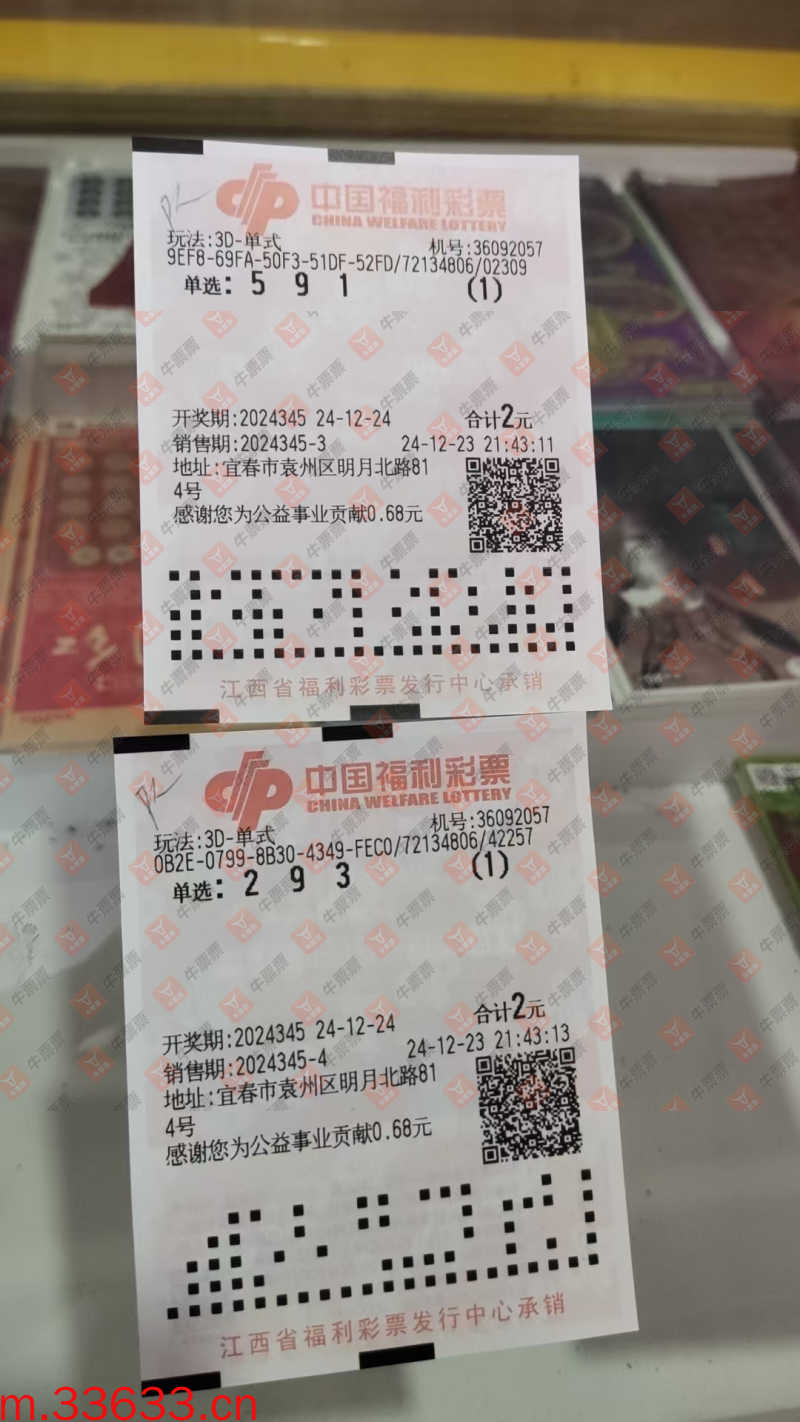 中国福利彩票
CHINA WELFARE LOTTERY
玩法:3D-单式 机号:36092057
9EF8-69FA-50F3-51DF-52FD/72134806/02309
单选: 5 9 1 (1)
开奖期:2024345 24-12-24 合计2元
销售期:2024345-3 24-12-23 21:43:11
地址:宜春市袁州区明月北路81
4号
感谢您为公益事业贡献0.68元
江西省福利彩票发行中心承销
中国福利彩票
CHINA WELFARE LOTTERY
玩法:3D-单式 机号:36092057
0B2E-0799-8B30-4349-FEC0/72134806/42257
单选: 2 9 3 (1)
开奖期:2024345 24-12-24 合计2元
销售期:2024345-4 24-12-23 21:43:13
地址:宜春市袁州区明月北路81
4号
感谢您为公益事业贡献0.68元
江西省福利彩票发行中心承销
牛票票
m.33633.cn